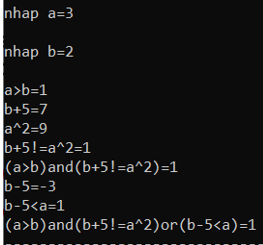 nhap a=3
nhap b=2
a>b=1
b+5=7
a^2=9
b+5!=a^2=1
(a>b)and(b+5!=a^2)=1
b-5=-3
b-5<a=1
(a>b)and(b+5!=a^2)or(b-5<a)=1